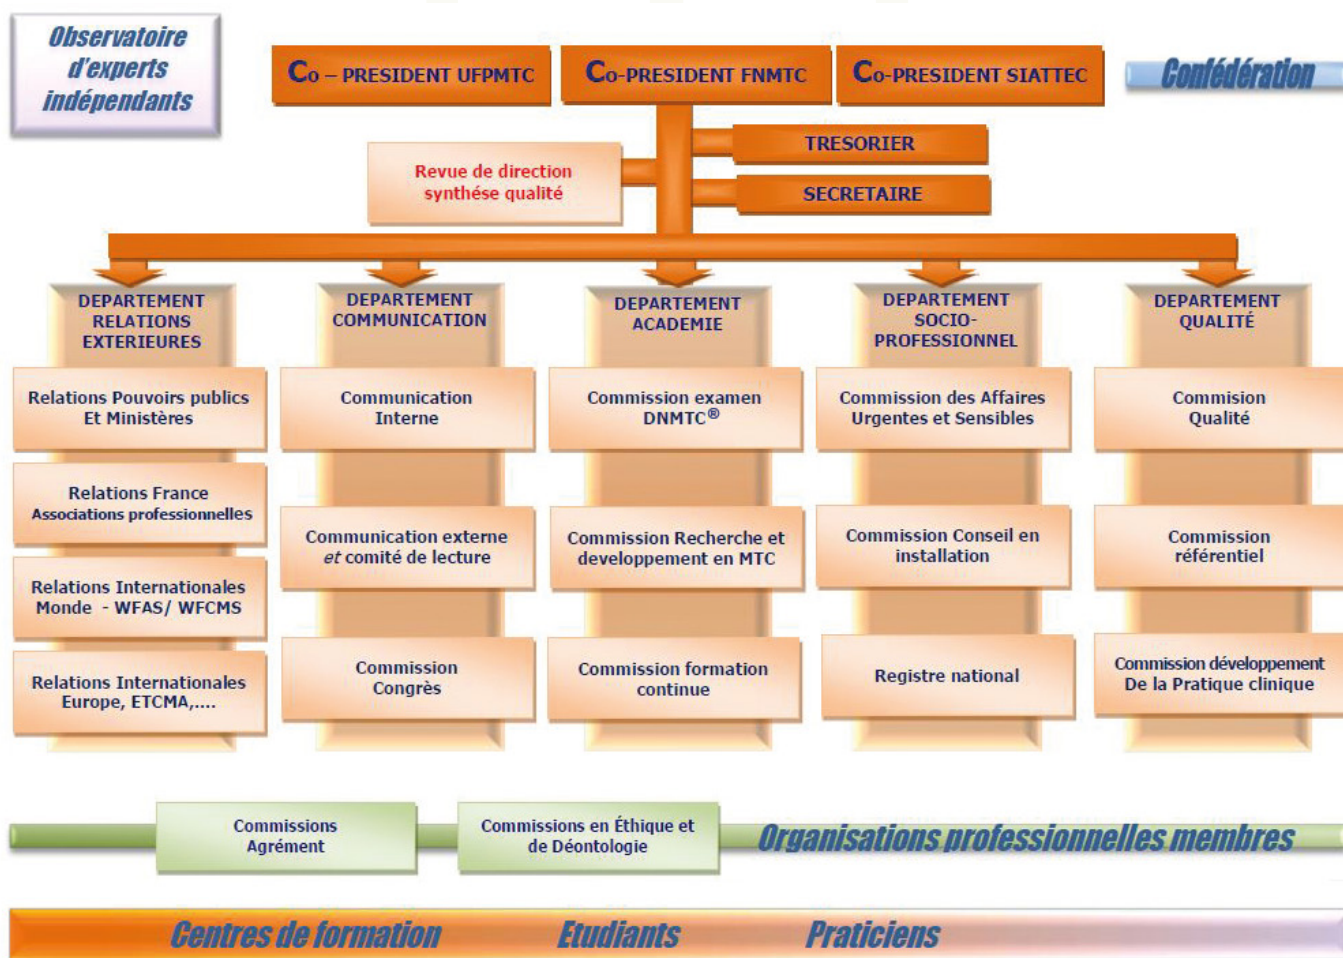 Observatoire
d'experts
indépendants
Co – PRESIDENT UFPMTC
Co-PRESIDENT FNMTC
Co-PRESIDENT SIATTEC
Confédération
TRESORIER
Revue de direction
synthése qualité
SECRETAIRE
DEPARTEMENT
RELATIONS
EXTERIEURES
Relations Pouvoirs publics
Et Ministères
Relations France
Associations professionnelles
Relations Internationales
Monde - WFAS/ WFCMS
Relations Internationales
Europe, ETCMA,....
DEPARTEMENT
COMMUNICATION
Communication
Interne
Communication externe
et comité de lecture
Commission
Congrès
DEPARTEMENT
ACADEMIE
Commission examen
DNMTC®
Commission Recherche et
developpement en MTC
Commission formation
continue
DEPARTEMENT
SOCIO-
PROFESSIONNEL
Commission des Affaires
Urgentes et Sensibles
Commission Conseil en
installation
Registre national
DEPARTEMENT
QUALITÉ
Commision
Qualité
Commission
référentiel
Commission développement
De la Pratique clinique
Commissions
Agrément
Commissions en Éthique et
de Déontologie
Organisations professionnelles membres
Centres de formation Etudiants Praticiens